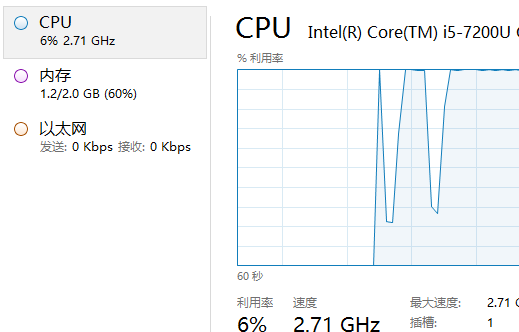 CPU
6% 2.71 GHz
内存
1.2/2.0 GB (60%)
以太网
发送: 0 Kbps 接收: 0 Kbps
CPU Intel(R) Core(TM) i5-7200U
% 利用率
60 秒
利用率 速度 最大速度: 2.71
6% 2.71 GHz 插槽: 1